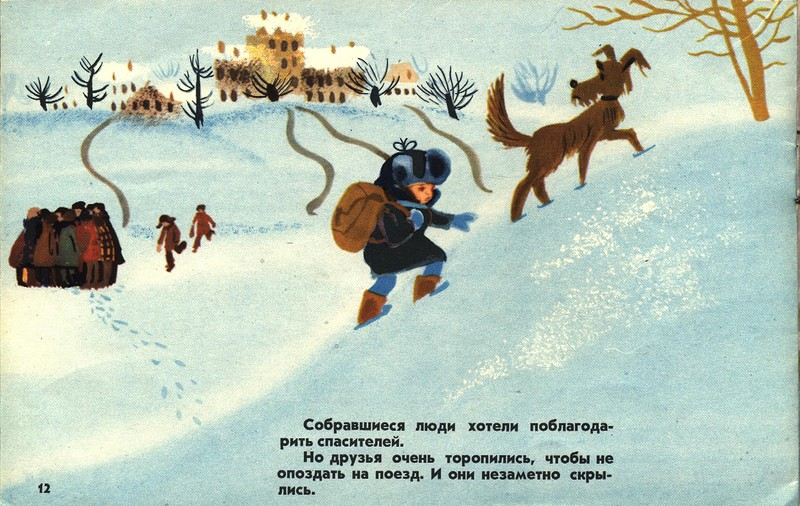 Собравшиеся люди хотели поблагода-
рить спасителей.
Но друзья очень торопились, чтобы не
опоздать на поезд. И они незаметно скры-
лись.
12